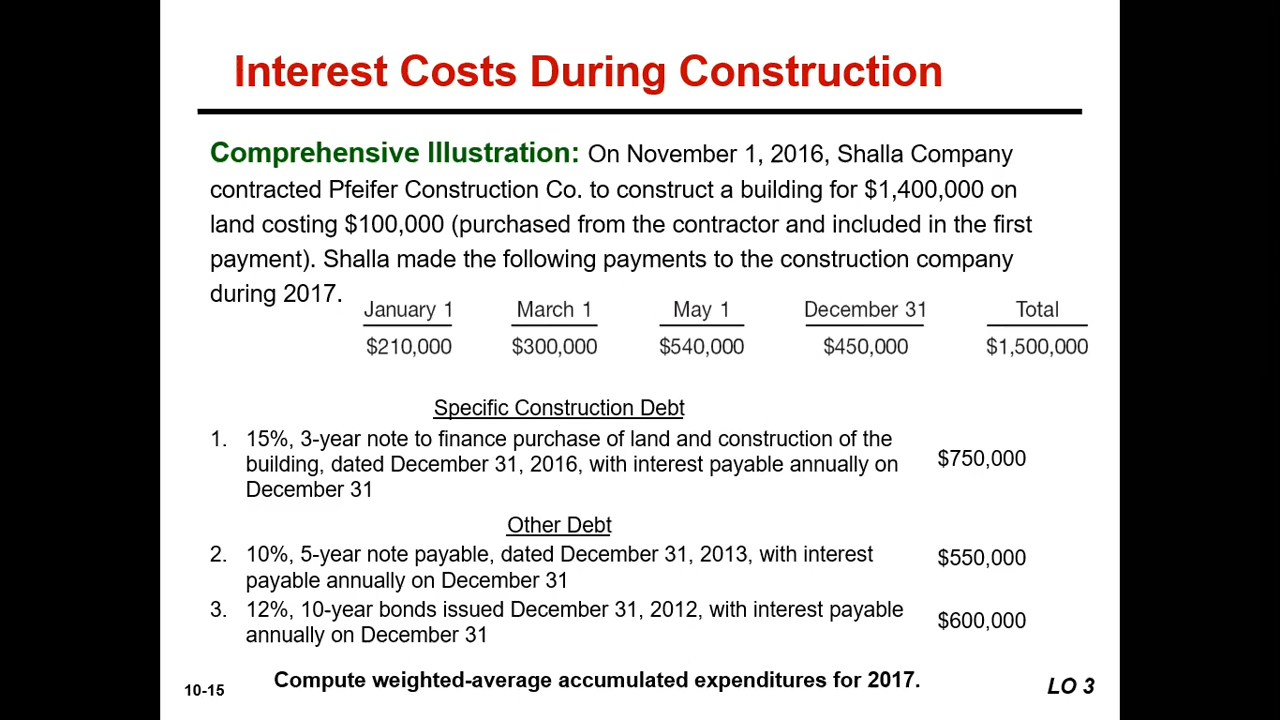 Interest Costs During Construction
Comprehensive Illustration: On November 1, 2016, Shalla Company
contracted Pfeifer Construction Co. to construct a building for $1,400,000 on
land costing $100,000 (purchased from the contractor and included in the first
payment). Shalla made the following payments to the construction company
during 2017.
January 1 March 1 May 1 December 31 Total
$210,000 $300,000 $540,000 $450,000 $1,500,000
Specific Construction Debt
1. 15%, 3-year note to finance purchase of land and construction of the
building, dated December 31, 2016, with interest payable annually on
December 31
$750,000
Other Debt
2. 10%, 5-year note payable, dated December 31, 2013, with interest
payable annually on December 31
$550,000
3. 12%, 10-year bonds issued December 31, 2012, with interest payable
annually on December 31
$600,000
Compute weighted-average accumulated expenditures for 2017.
10-15
LO 3